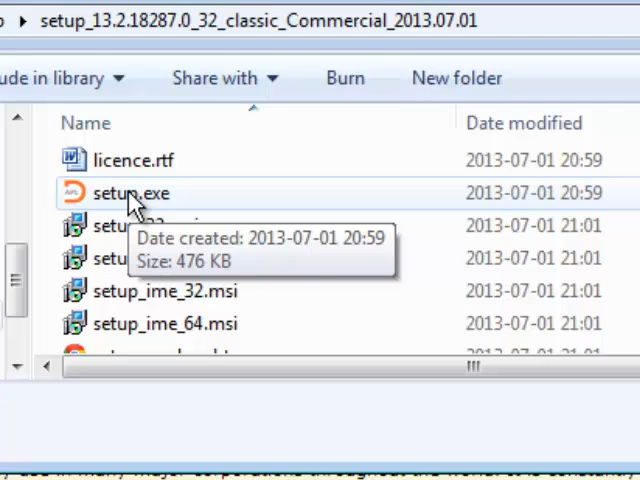 setup_13.2.18287.0_32_classic_Commercial_2013.07.01
ude in library Share with Burn New folder
Name Date modified
licence.rtf 2013-07-01 20:59
setup.exe 2013-07-01 20:59
2013-07-01 21:01
Date created: 2013-07-01 20:59
2013-07-01 21:01
Size: 476 KB
setup_ime_32.msi 2013-07-01 21:01
setup_ime_64.msi 2013-07-01 21:01